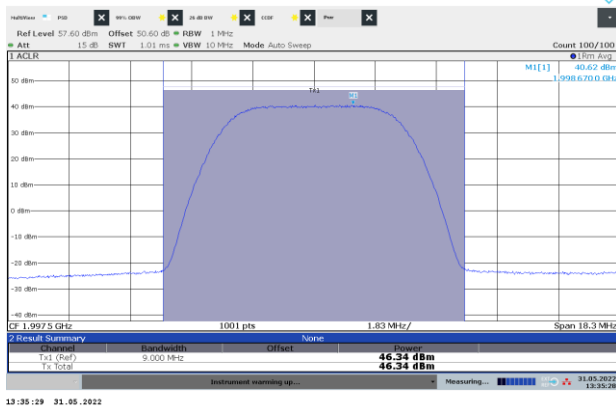 MultiView PSD X 99% OBW X 26 dB BW X CCDF X Pwr X
Ref Level 57.60 dBm Offset 50.60 dB RBW 1 MHz
Att 15 dB SWT 1.01 ms VBW 10 MHz Mode Auto Sweep Count 100/100
1 ACLR 1Rm Avg
M1[1] 40.62 dBm
1.998670.0 GHz
50 dBm
TX1
M1
40 dBm
30 dBm
20 dBm
10 dBm
0 dBm
-10 dBm
-20 dBm
-30 dBm
-40 dBm
CF 1.9975 GHz 1001 pts 1.83 MHz/ Span 18.3 MHz
2 Result Summary None
Channel Bandwidth Offset Power
Tx1 (Ref) 9.000 MHz 46.34 dBm
Tx Total 46.34 dBm
Instrument warming up... Measuring... 31.05.2022
13:35:28
13:35:29 31.05.2022